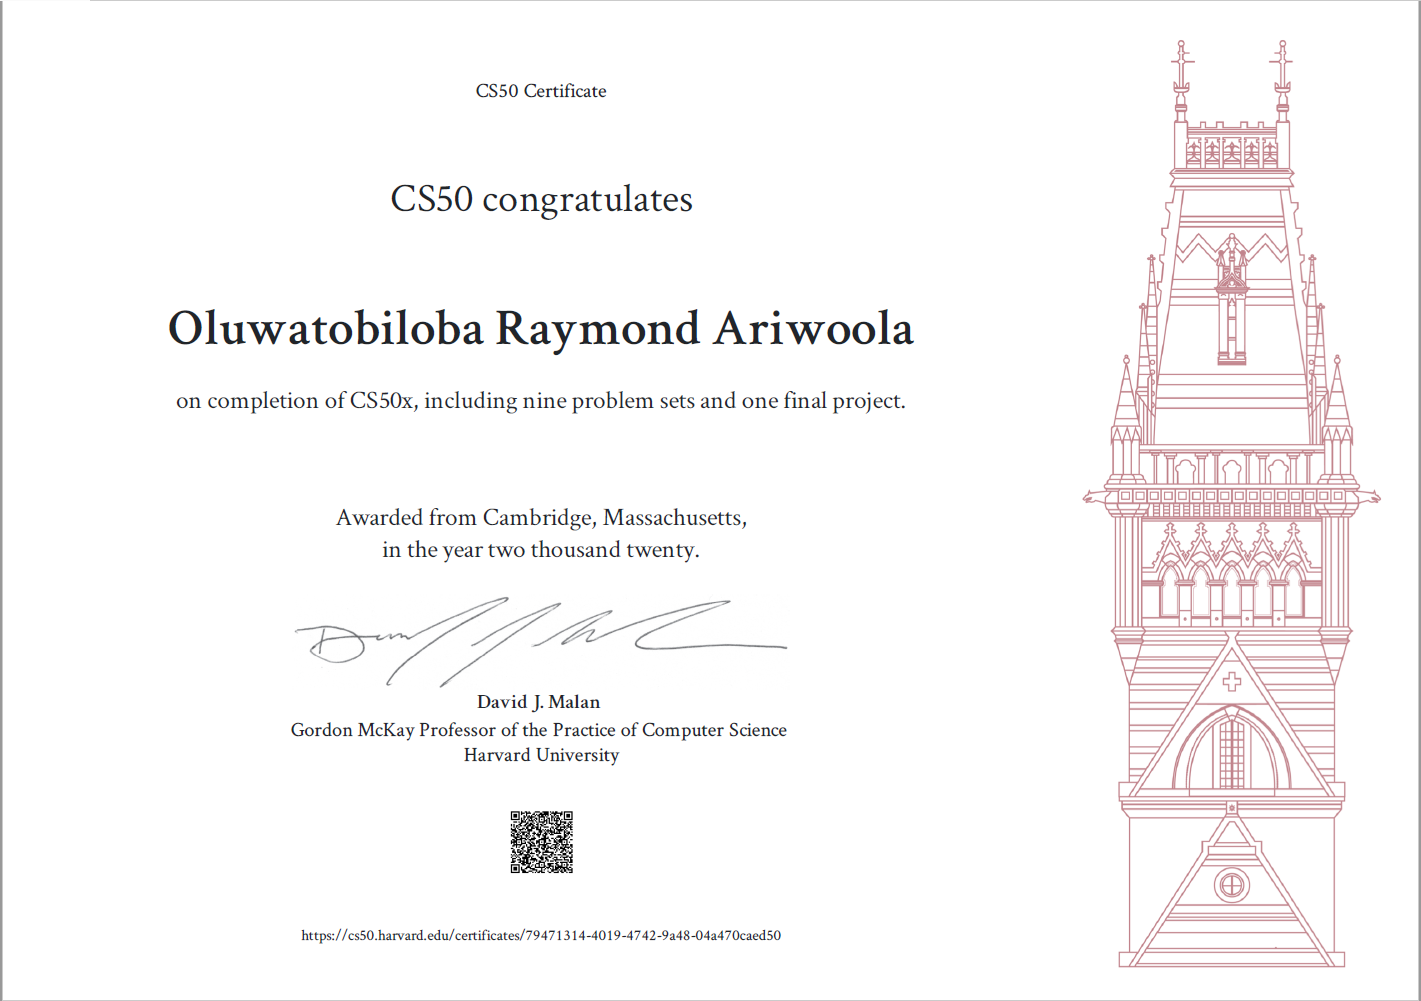 CS50 Certificate
CS50 congratulates
Oluwatobiloba Raymond Ariwoola
on completion of CS50x, including nine problem sets and one final project.
Awarded from Cambridge, Massachusetts,
in the year two thousand twenty.
David J. Malan
Gordon McKay Professor of the Practice of Computer Science
Harvard University
https://cs50.harvard.edu/certificates/79471314-4019-4742-9a48-04a470caed50